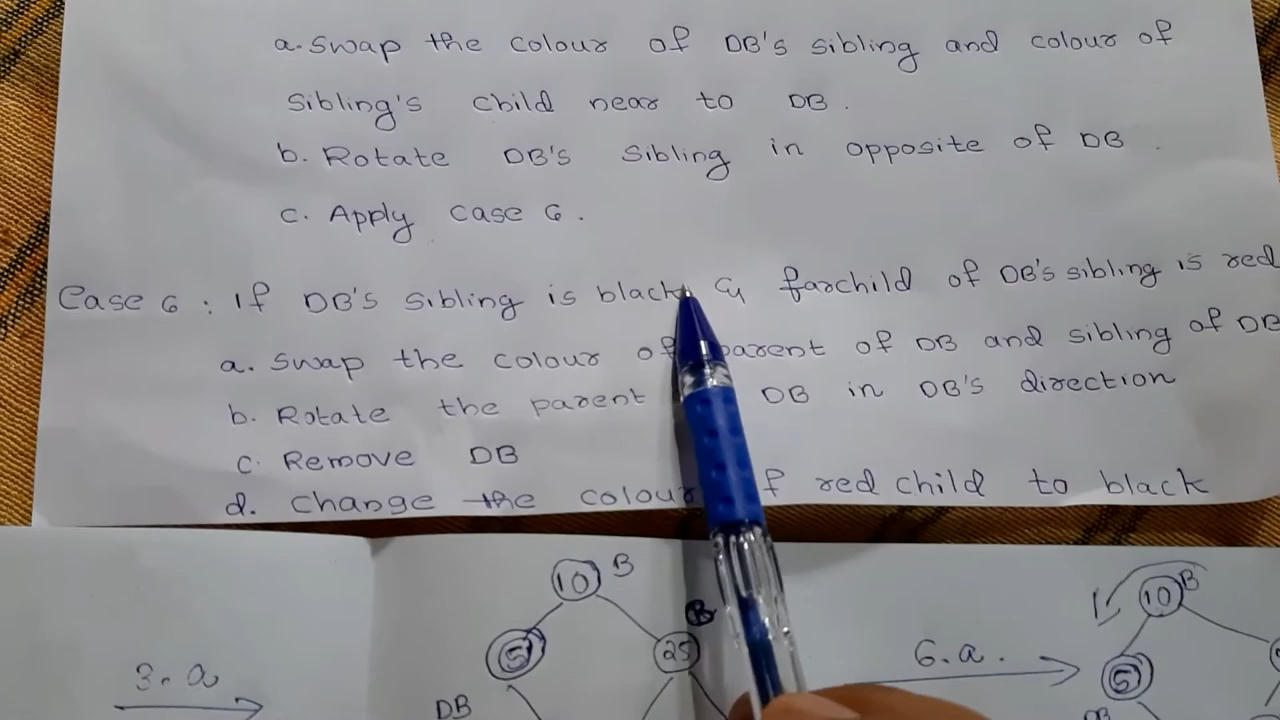 a. Swap the colour of DB's sibling and colour of
sibling's child near to DB.
b. Rotate DB's sibling in opposite of DB.
c. Apply case 6.
Case 6: If DB's sibling is black & farchild of DB's sibling is red
a. Swap the colour of parent of DB and sibling of DB
b. Rotate the parent DB in DB's direction
c. Remove DB
d. Change the colour of red child to black
10 B
10 B
B
5
25
3.a
6.a.
5
DB
DB